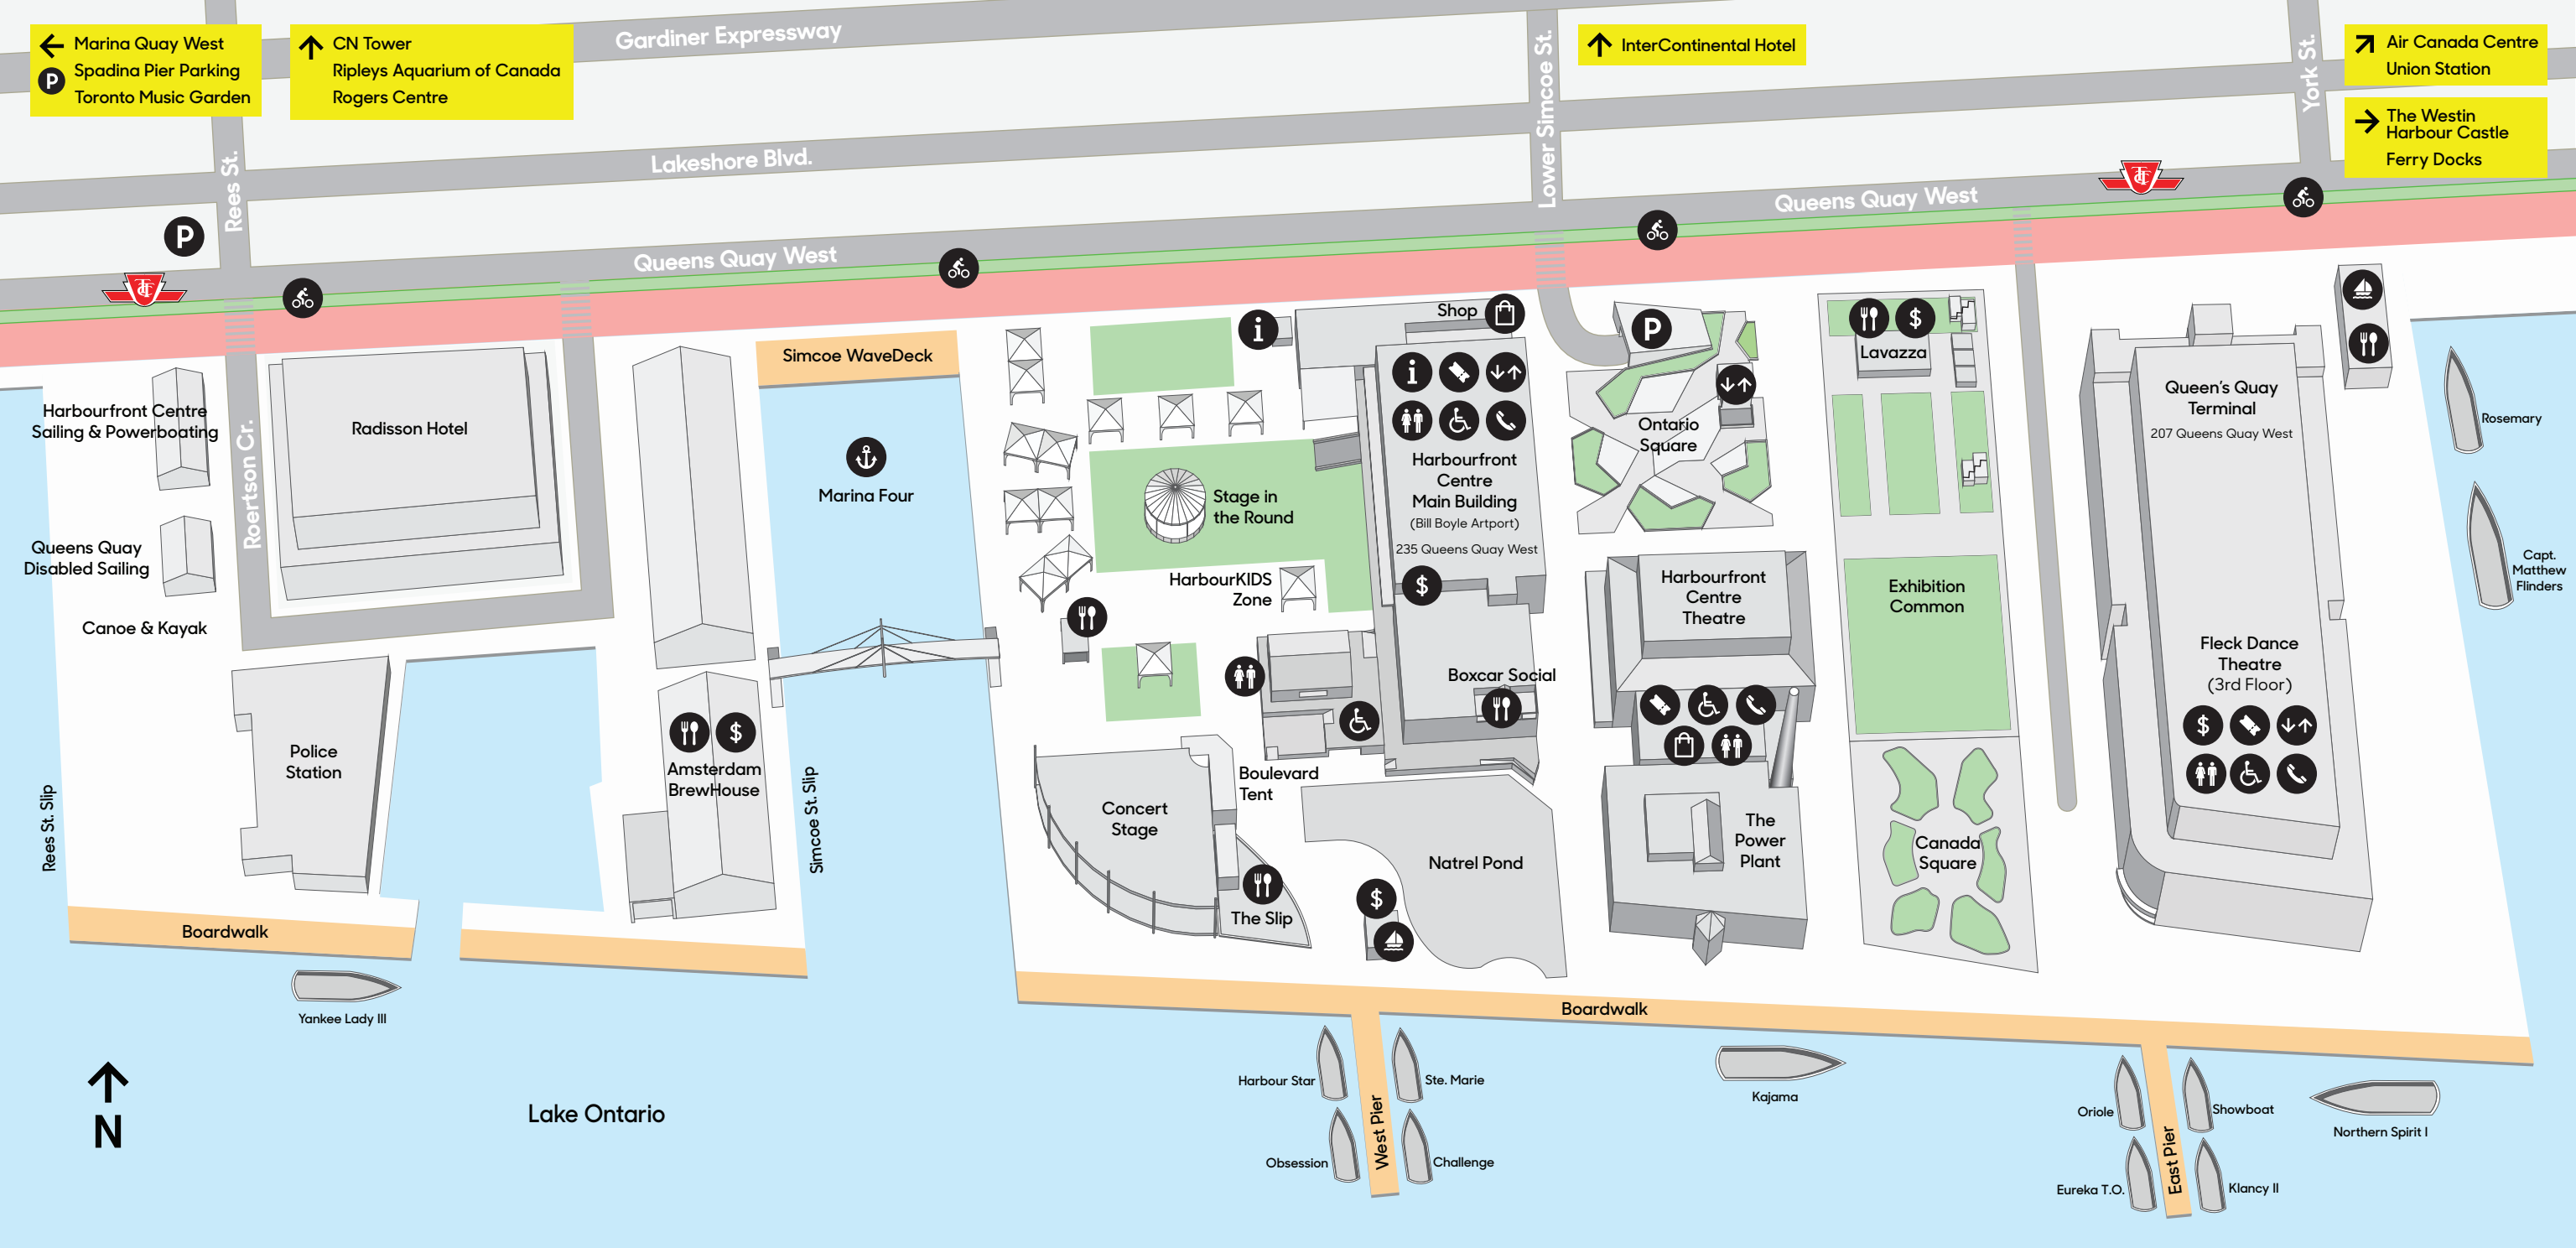 Marina Quay West
P
Spadina Pier Parking
Toronto Music Garden
CN Tower
Ripleys Aquarium of Canada
Rogers Centre
Gardiner Expressway
InterContinental Hotel
Air Canada Centre
Union Station
The Westin
Harbour Castle
Ferry Docks
Lower Simcoe St.
York St.
Rees St.
Lakeshore Blvd.
Queens Quay West
TTC
P
Queens Quay West
TTC
Simcoe WaveDeck
i
Shop
P
$
Lavazza
Harbourfront Centre
Sailing & Powerboating
Roertson Cr.
Radisson Hotel
Marina Four
Stage in
the Round
i
Harbourfront
Centre
Main Building
(Bill Boyle Artport)
235 Queens Quay West
$
Ontario
Square
Queen's Quay
Terminal
207 Queens Quay West
Rosemary
Capt.
Matthew
Flinders
Queens Quay
Disabled Sailing
Canoe & Kayak
HarbourKIDS
Zone
Harbourfront
Centre
Theatre
Exhibition
Common
Fleck Dance
Theatre
(3rd Floor)
$
Boxcar Social
Police
Station
$
Amsterdam
BrewHouse
Rees St. Slip
Simcoe St. Slip
Boulevard
Tent
Concert
Stage
The Slip
Natrel Pond
$
The
Power
Plant
Canada
Square
Boardwalk
Boardwalk
Yankee Lady III
N
Lake Ontario
Harbour Star
Ste. Marie
Obsession
Challenge
West Pier
Kajama
Oriole
Showboat
Eureka T.O.
Klancy II
East Pier
Northern Spirit I